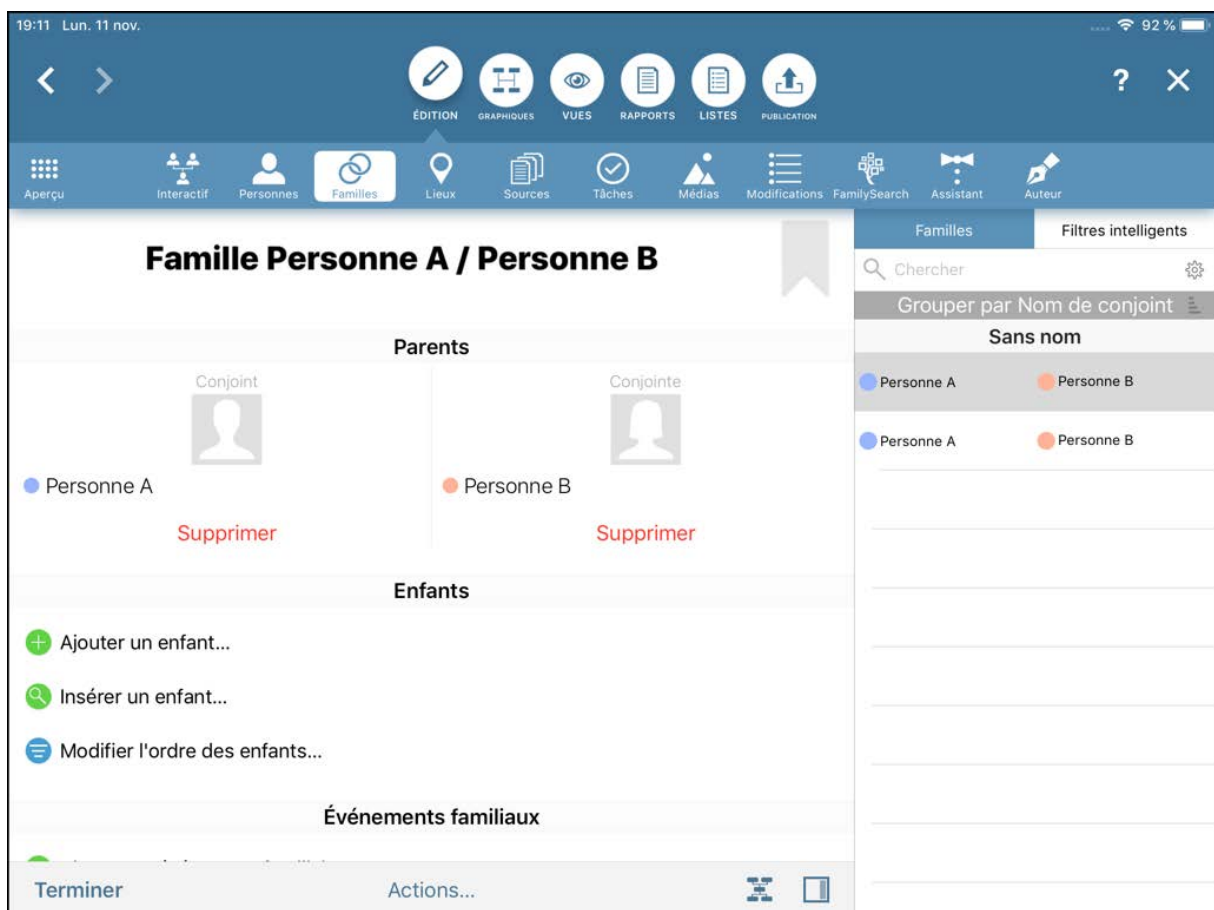 19:11 Lun. 11 nov.
92 %
?
ÉDITION GRAPHIQUES VUES RAPPORTS LISTES PUBLICATION
Aperçu Interactif Personnes Familles Lieux Sources Tâches Médias Modifications FamilySearch Assistant Auteur
Famille Personne A / Personne B
Parents
Conjoint Conjointe
Personne A Personne B
Supprimer Supprimer
Enfants
Ajouter un enfant...
Insérer un enfant...
Modifier l'ordre des enfants...
Événements familiaux
Terminer Actions...
Familles Filtres intelligents
Chercher
Grouper par Nom de conjoint
Sans nom
Personne A Personne B
Personne A Personne B